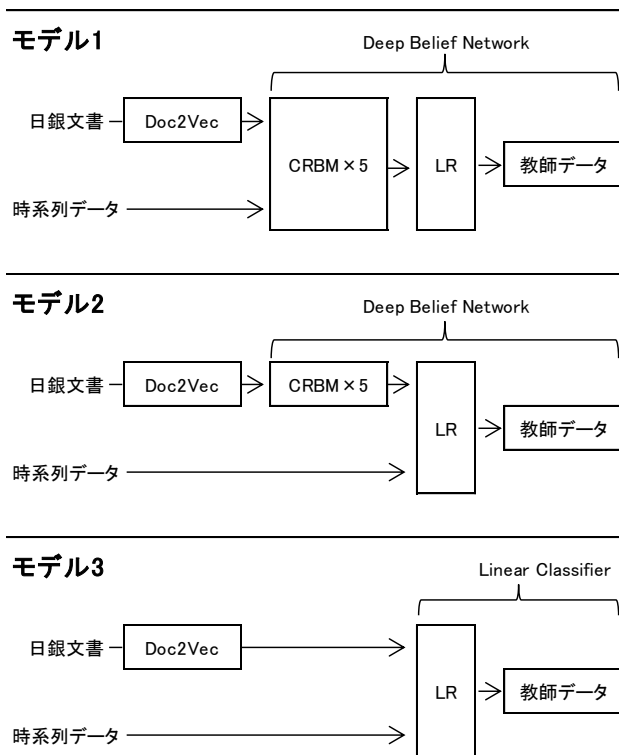 モデル1
Deep Belief Network
日銀文書
Doc2Vec
CRBM×5
LR
教師データ
時系列データ
モデル2
Deep Belief Network
日銀文書
Doc2Vec
CRBM×5
LR
教師データ
時系列データ
モデル3
Linear Classifier
日銀文書
Doc2Vec
LR
教師データ
時系列データ